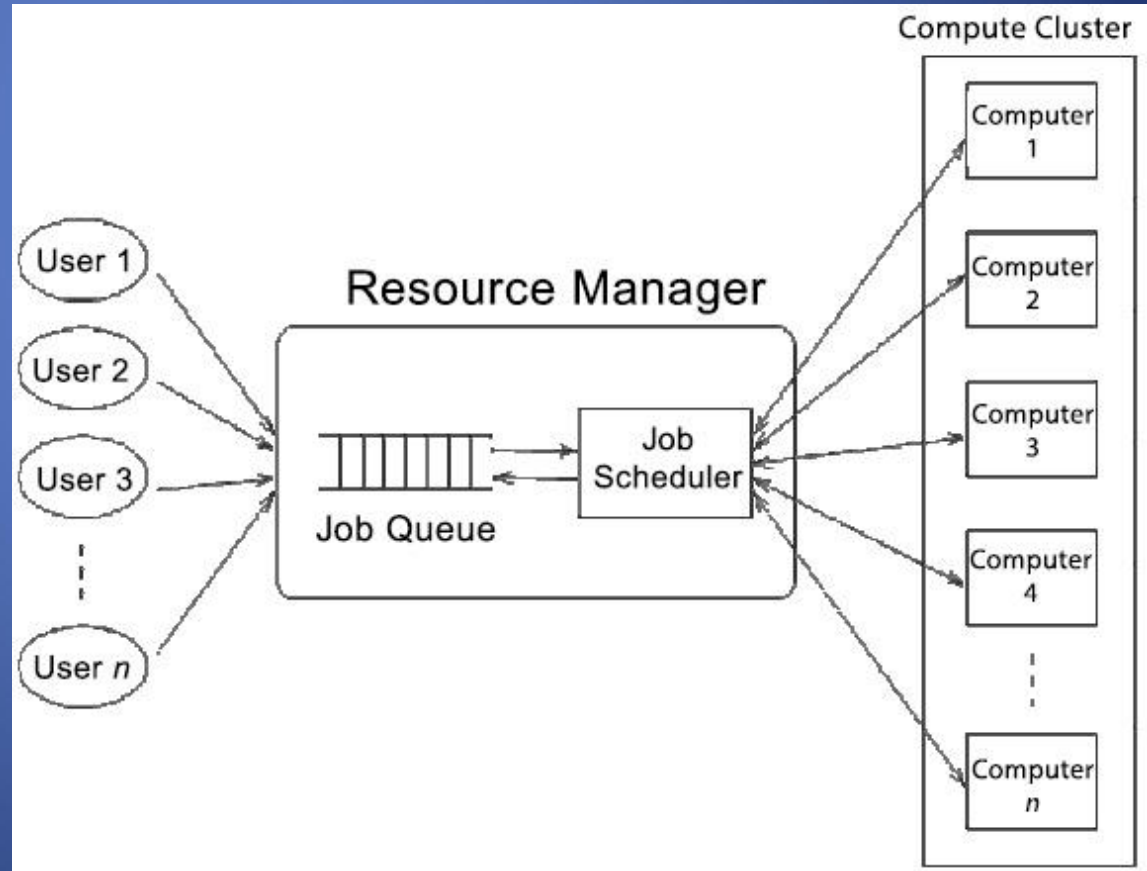 Compute Cluster
Computer
1
User 1
Resource Manager
Computer
2
User 2
Job
Scheduler
Computer
3
User 3
Job Queue
Computer
4
User n
Computer
n